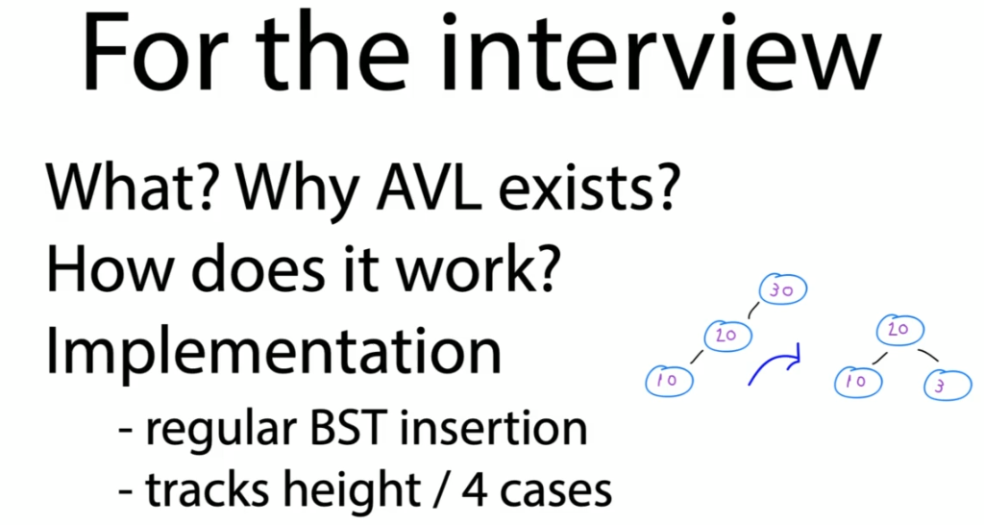 For the interview
What? Why AVL exists?
How does it work?
Implementation
- regular BST insertion
- tracks height / 4 cases
30
20
10
20
10
3